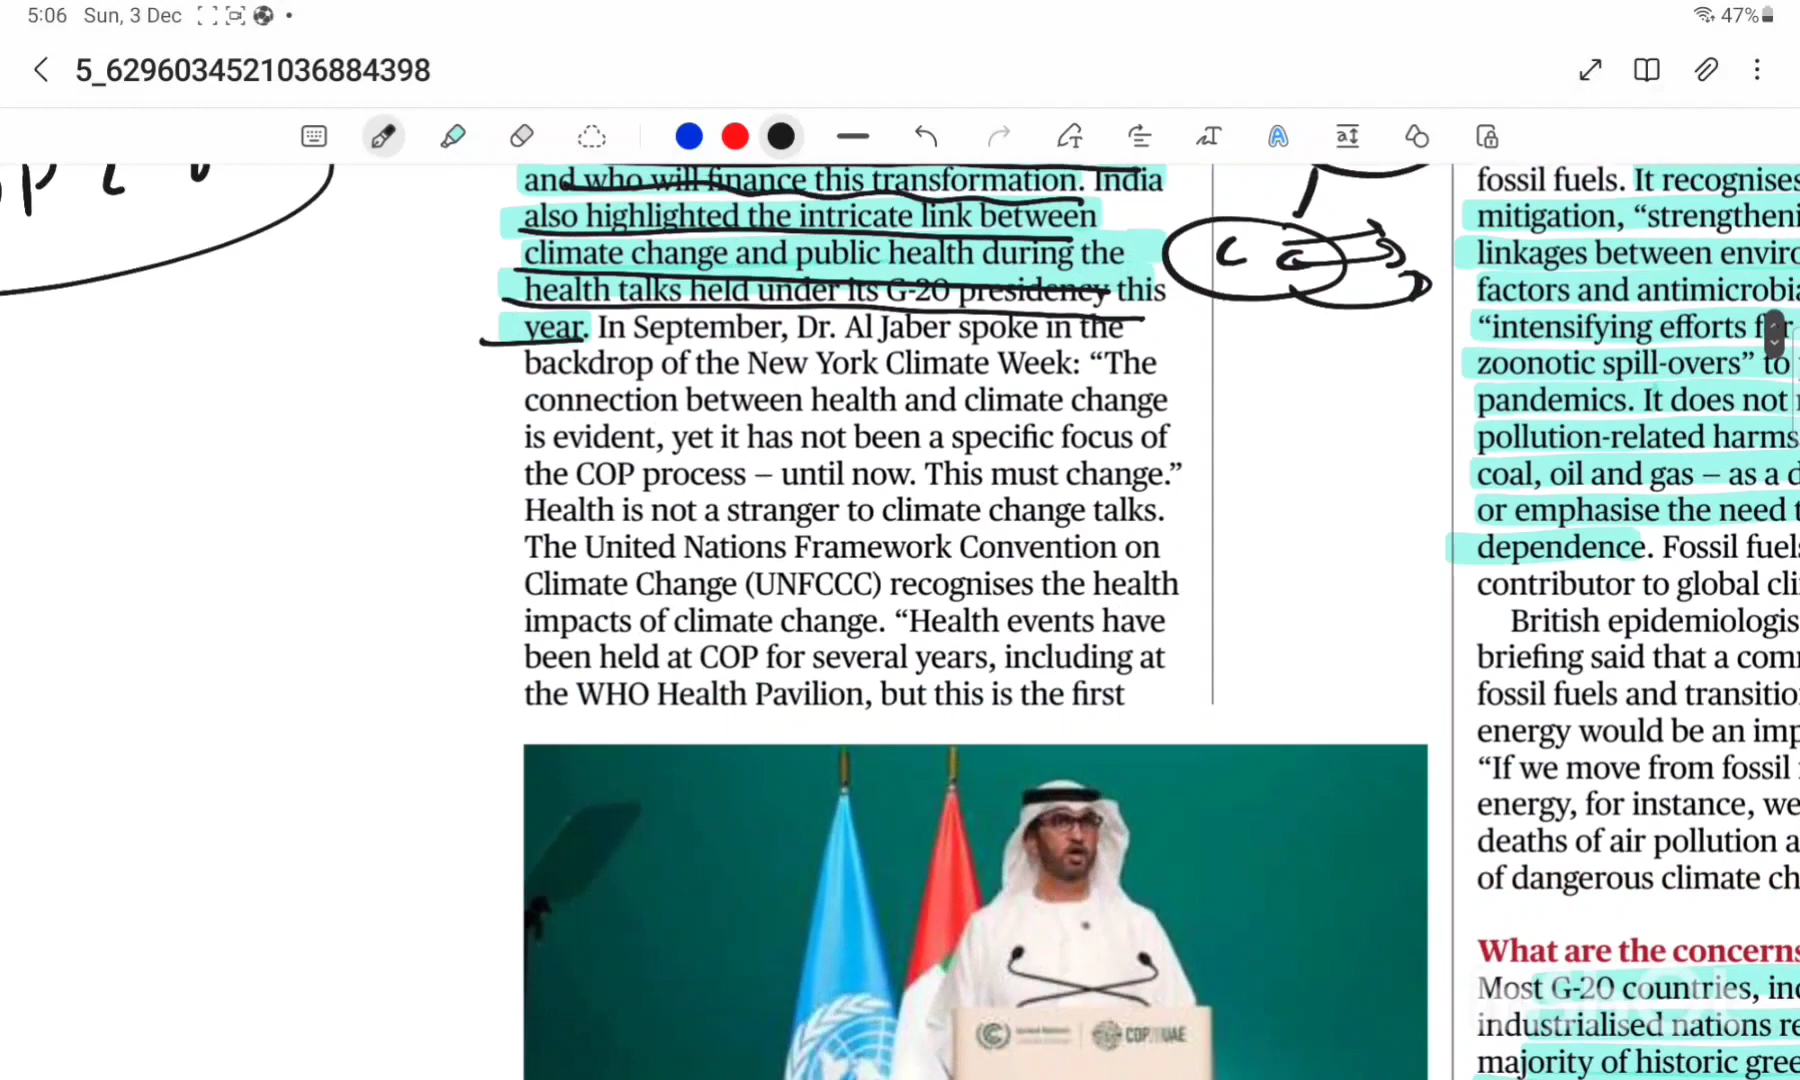 5:06 Sun, 3 Dec
47%
5_6296034521036884398
and who will finance this transformation. India
also highlighted the intricate link between
climate change and public health during the
health talks held under its G-20 presidency this
year. In September, Dr. Al Jaber spoke in the
backdrop of the New York Climate Week: “The
connection between health and climate change
is evident, yet it has not been a specific focus of
the COP process – until now. This must change.”
Health is not a stranger to climate change talks.
The United Nations Framework Convention on
Climate Change (UNFCCC) recognises the health
impacts of climate change. “Health events have
been held at COP for several years, including at
the WHO Health Pavilion, but this is the first
COP UAE
fossil fuels. It recognises
mitigation, “strengtheni
linkages between enviro
factors and antimicrobia
“intensifying efforts for
zoonotic spill-overs” to
pandemics. It does not
pollution-related harms
coal, oil and gas – as a d
or emphasise the need t
dependence. Fossil fuels
contributor to global cli
British epidemiologis
briefing said that a com
fossil fuels and transitio
energy would be an imp
“If we move from fossil
energy, for instance, we
deaths of air pollution a
of dangerous climate ch
What are the concerns
Most G-20 countries, inc
industrialised nations re
majority of historic gree